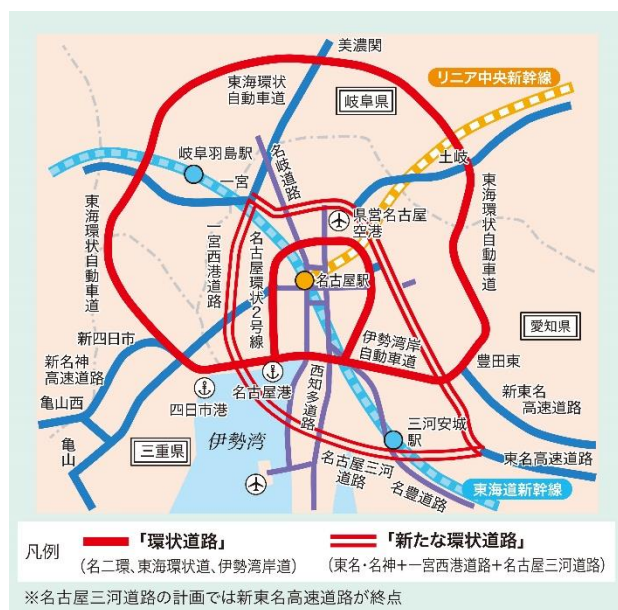 美濃関
東海環状
自動車道
岐阜県
リニア中央新幹線
岐阜羽島駅
名岐道路
土岐
一宮
県営名古屋
空港
東海環状自動車道
東海環状自動車道
一宮西港道路
名古屋環状2号線
名古屋駅
愛知県
伊勢湾岸
自動車道
新四日市
豊田東
新名神
高速道路
名古屋港
西知多道路
新東名
高速道路
四日市港
亀山西
三河安城
駅
伊勢湾
亀山
三重県
名古屋三河
道路
名豊道路
東名高速道路
東海道新幹線
凡例
「環状道路」
(名二環、東海環状道、伊勢湾岸道)
「新たな環状道路」
(東名・名神+一宮西港道路+名古屋三河道路)
※名古屋三河道路の計画では新東名高速道路が終点